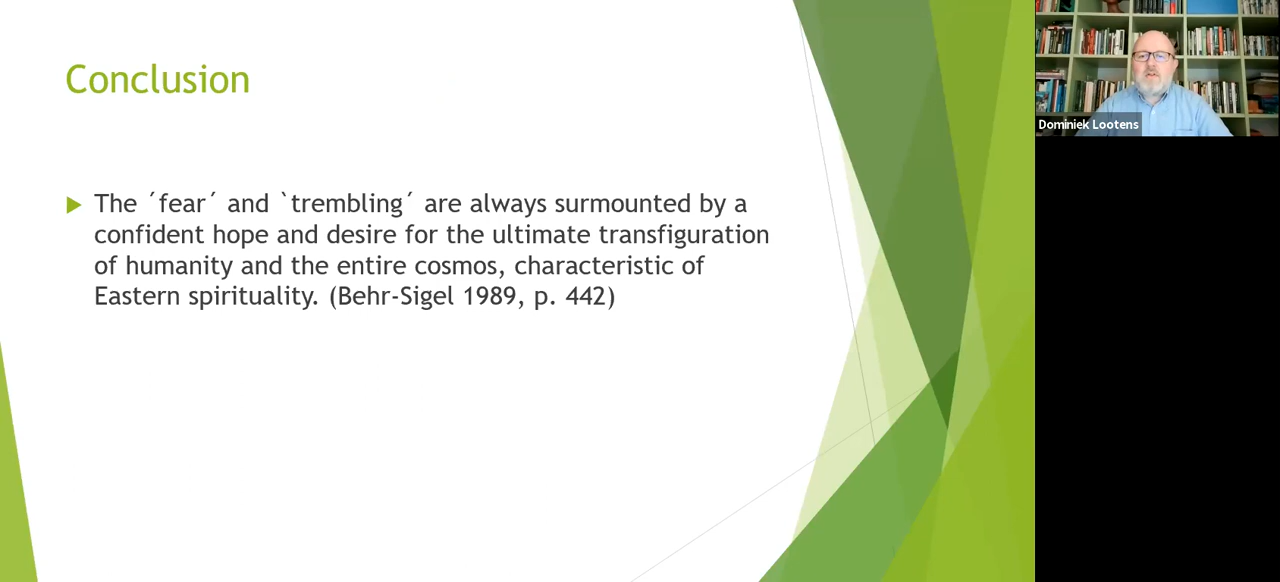 Conclusion
The ´fear´ and `trembling´ are always surmounted by a
confident hope and desire for the ultimate transfiguration
of humanity and the entire cosmos, characteristic of
Eastern spirituality. (Behr-Sigel 1989, p. 442)
Dominiek Lootens